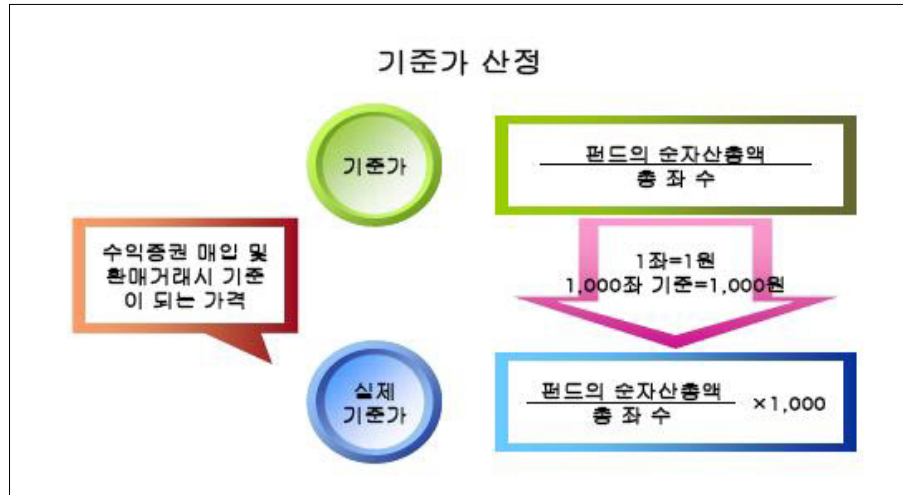 기준가 산정
기준가
펀드의 순자산총액
총 좌 수
수익증권 매입 및
환매거래시 기준
이 되는 가격
1좌=1원
1,000좌 기준=1,000원
실제
기준가
펀드의 순자산총액
총 좌 수
×1,000